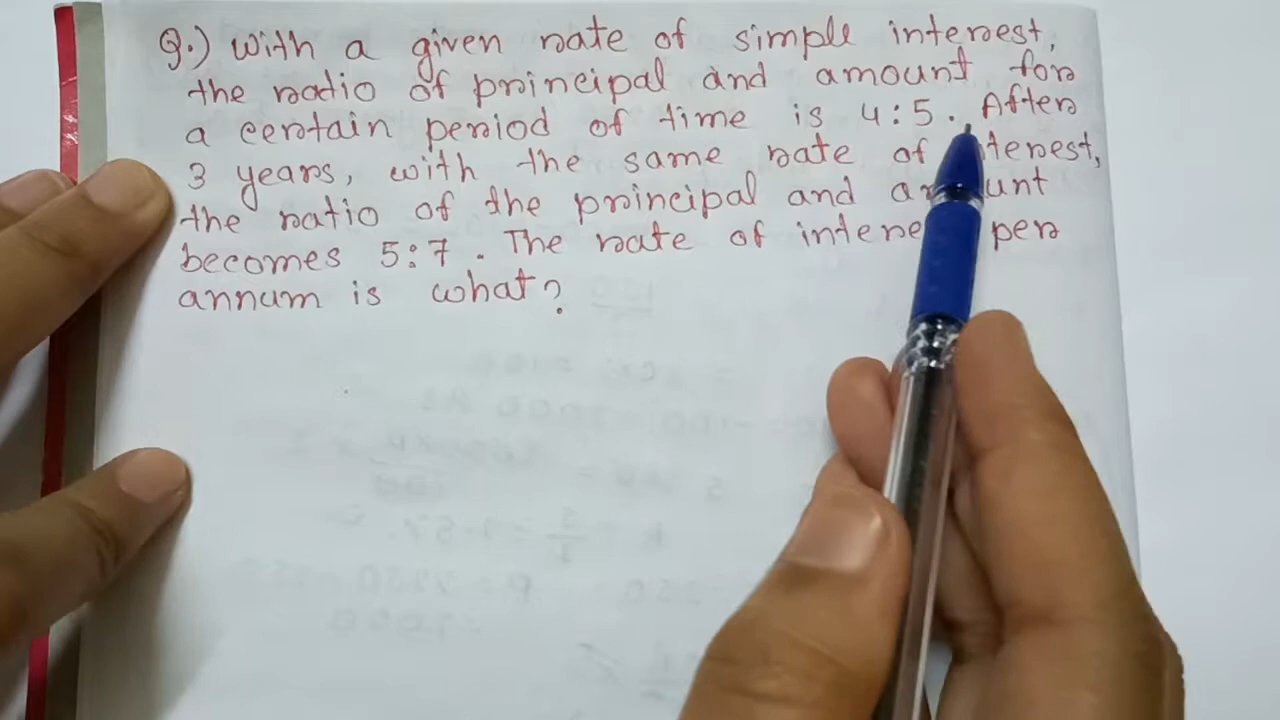 Q.) With a given rate of simple interest,
the ratio of principal and amount for
a certain period of time is 4:5. After
3 years, with the same rate of
the ratio of the principal and
becomes 5:7. The rate of per
annum is what?